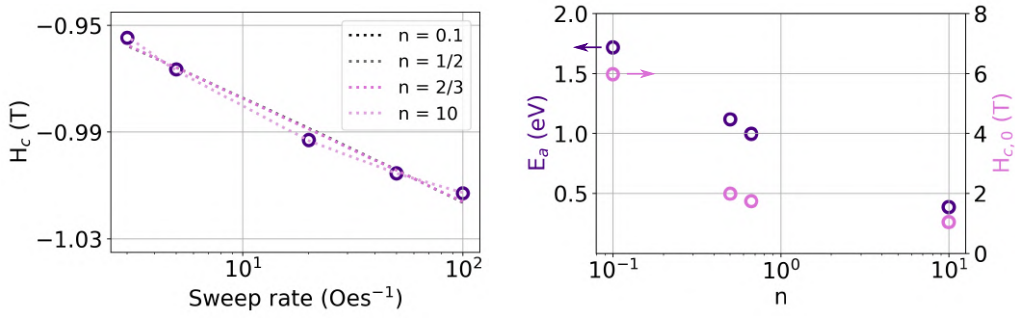 −0.95
−0.99
−1.03
H_c (T)
10^1
10^2
Sweep rate (Oes^−1)
n = 0.1
n = 1/2
n = 2/3
n = 10
2.0
1.5
1.0
0.5
E_a (eV)
8
6
4
2
0
H_c,0 (T)
10^−1
10^0
10^1
n